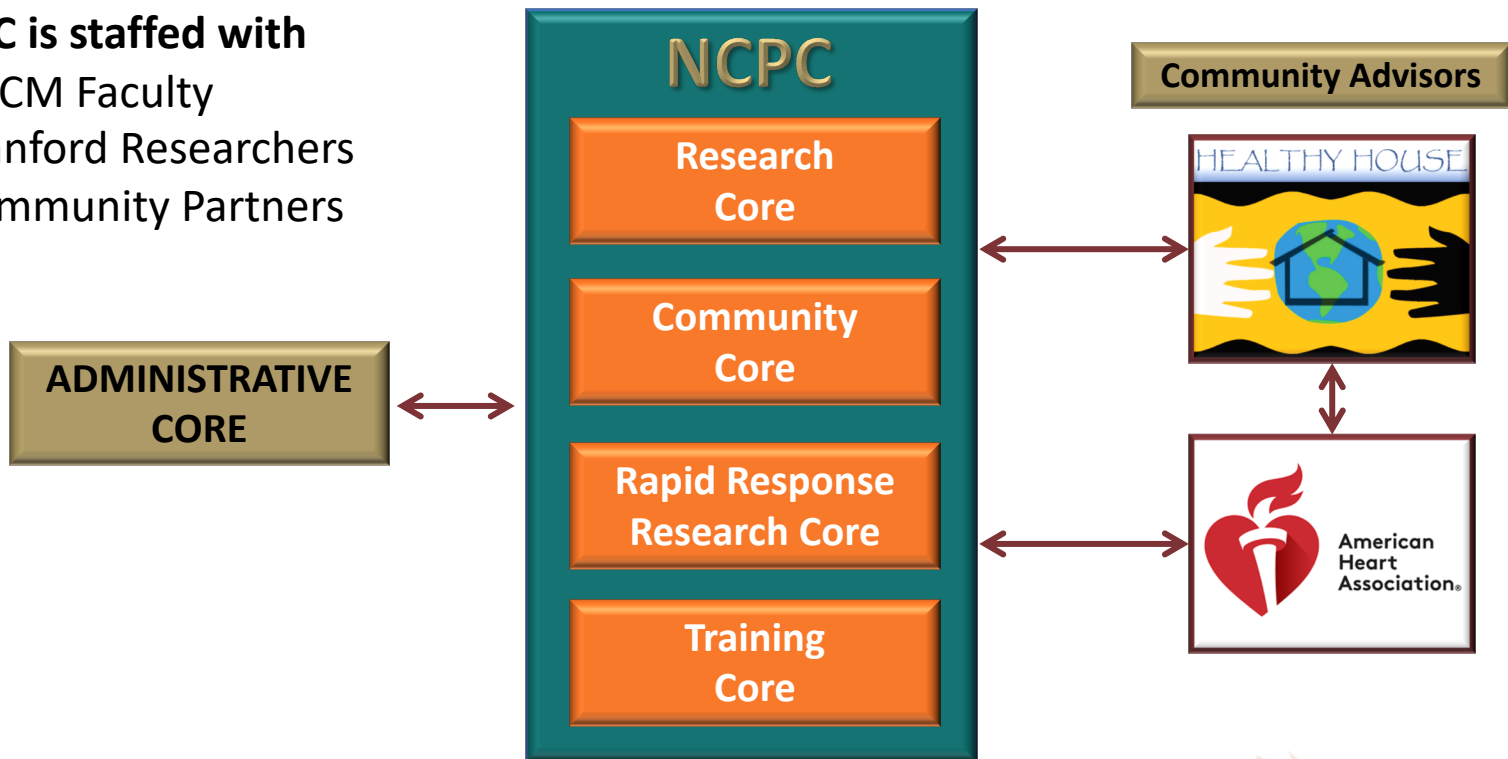 C is staffed with
CM Faculty
nford Researchers
mmunity Partners
NCPC
Research
Core
Community
Core
Rapid Response
Research Core
Training
Core
ADMINISTRATIVE
CORE
Community Advisors
HEALTHY HOUSE
American
Heart
Association®